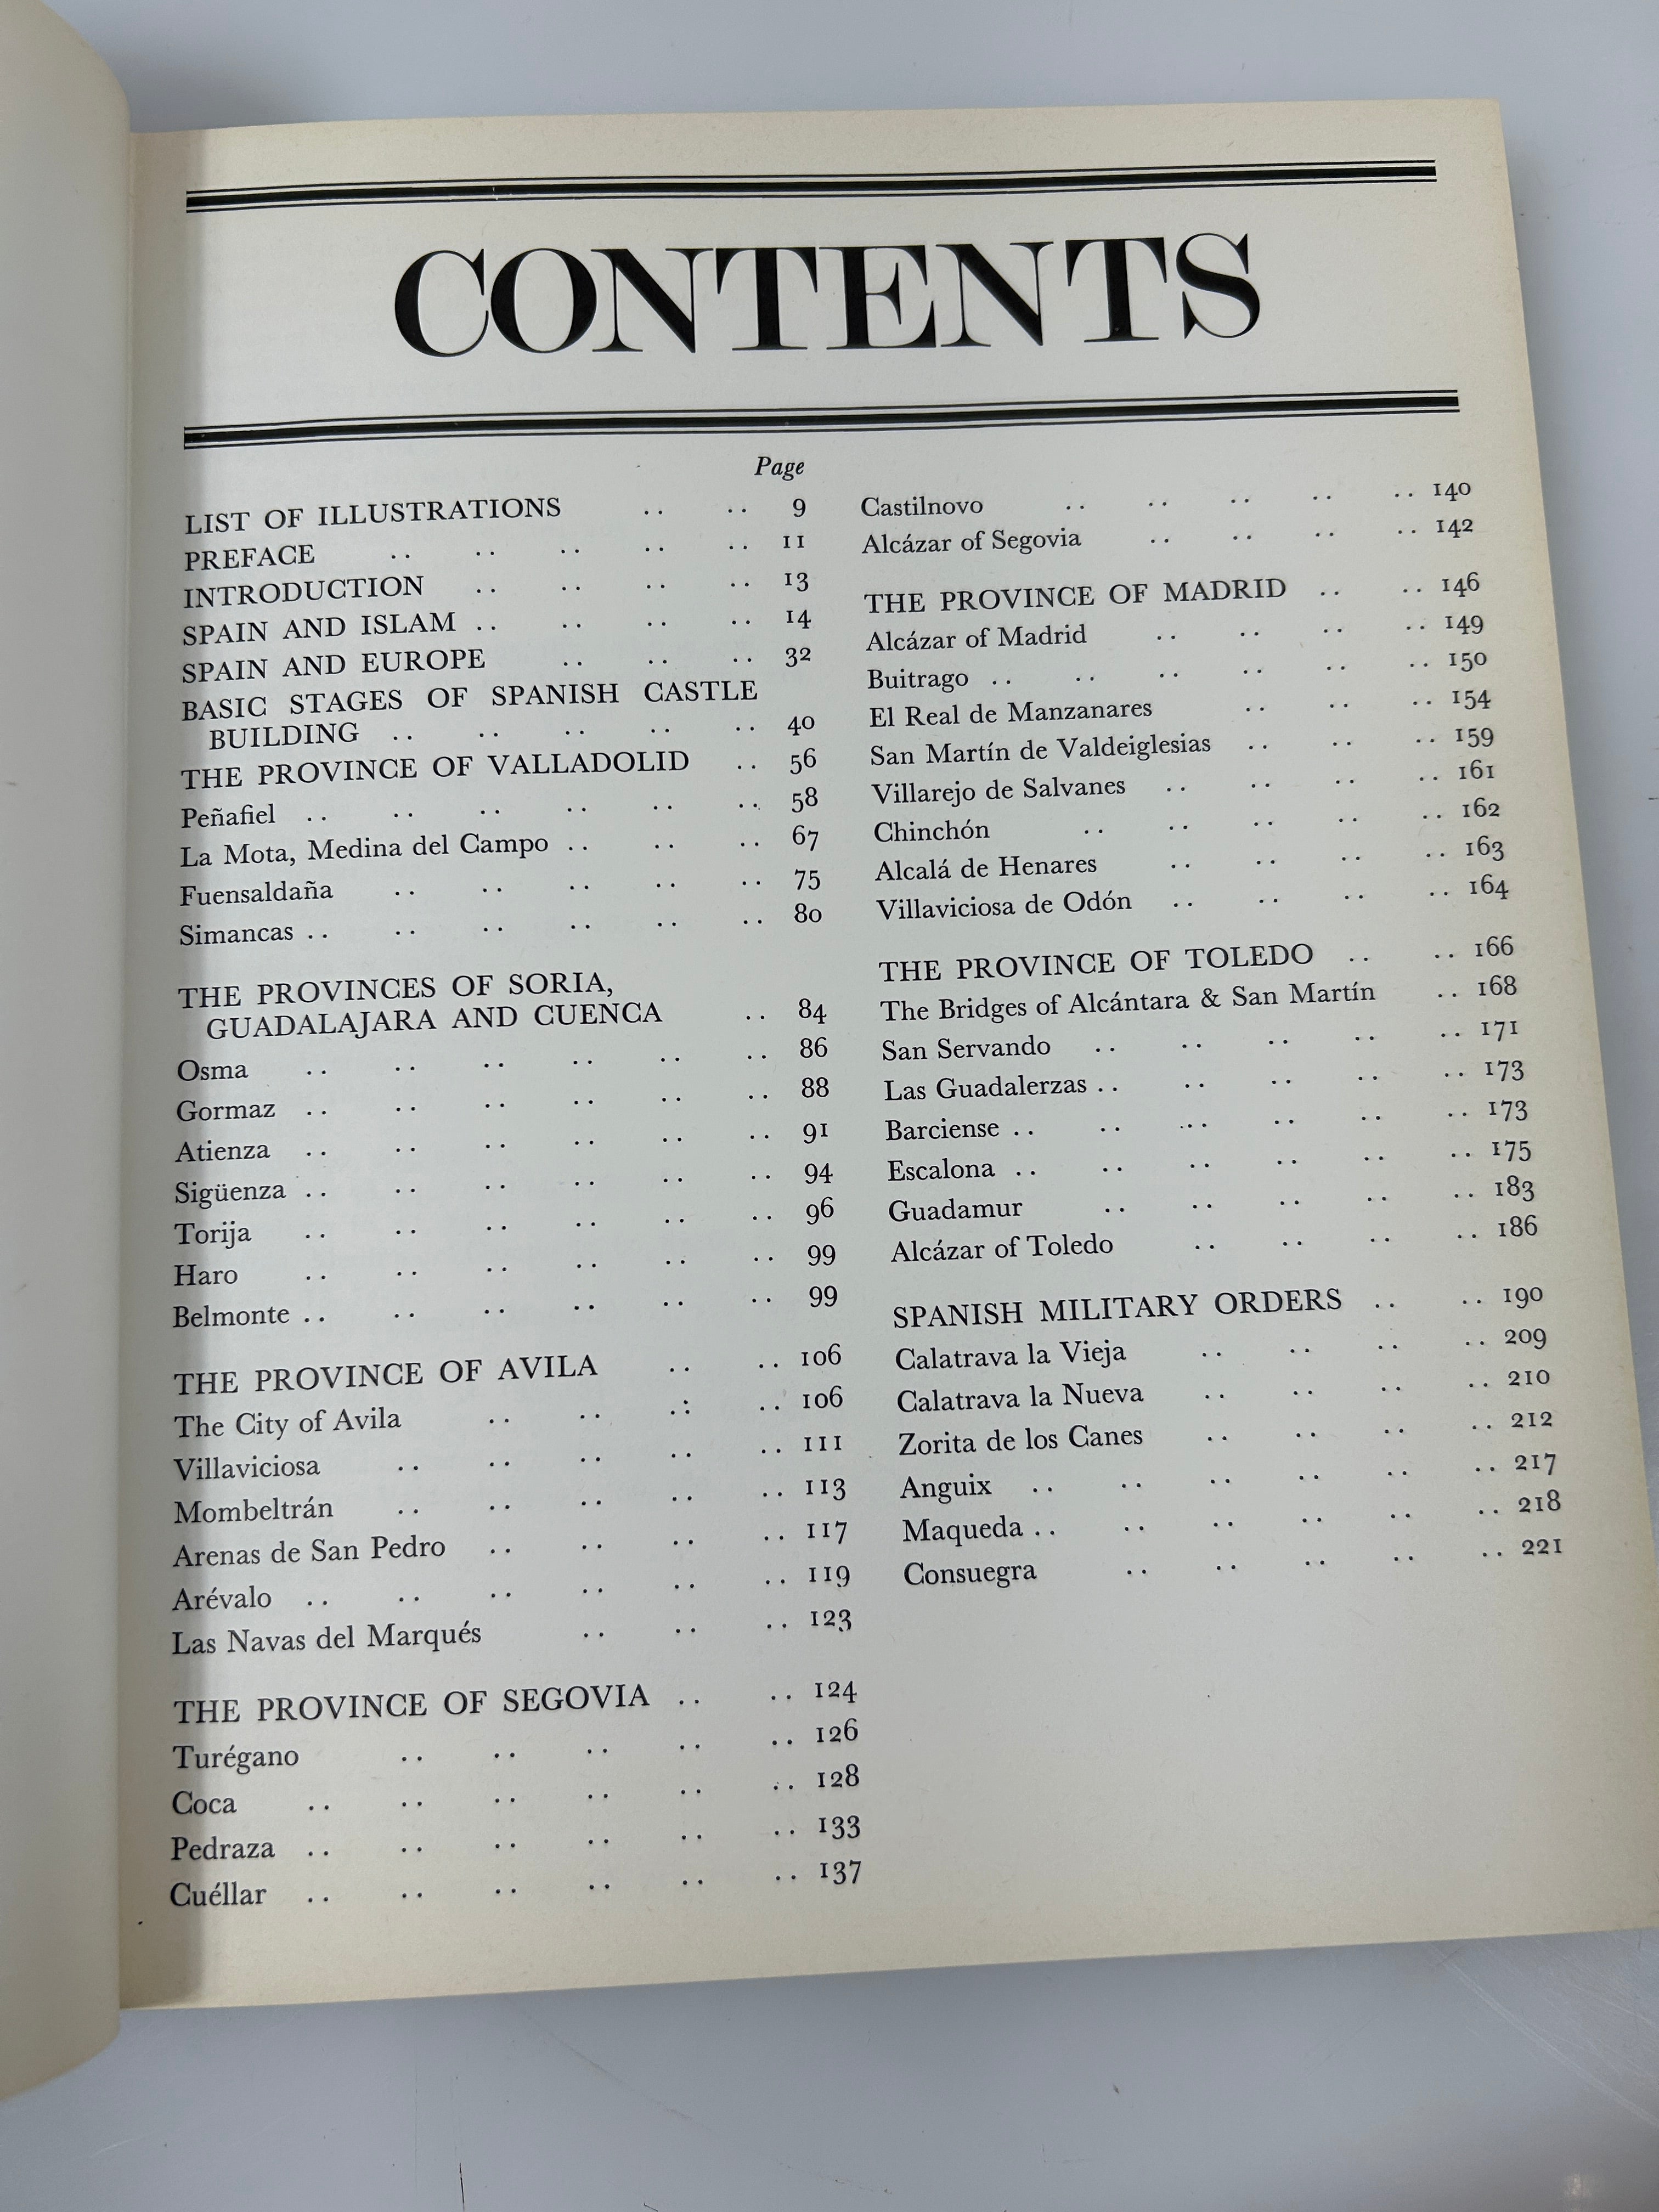 CONTENTS
Page
LIST OF ILLUSTRATIONS .. .. 9
PREFACE .. .. .. .. .. 11
INTRODUCTION .. .. .. .. 13
SPAIN AND ISLAM .. .. .. .. 14
SPAIN AND EUROPE .. .. .. 32
BASIC STAGES OF SPANISH CASTLE
BUILDING .. .. .. .. .. 40
THE PROVINCE OF VALLADOLID .. 56
Peñafiel .. .. .. .. .. .. 58
La Mota, Medina del Campo .. .. .. 67
Fuensaldaña .. .. .. .. .. 75
Simancas .. .. .. .. .. .. 80
THE PROVINCES OF SORIA,
GUADALAJARA AND CUENCA .. 84
Osma .. .. .. .. .. .. 86
Gormaz .. .. .. .. .. .. 88
Atienza .. .. .. .. .. .. 91
Sigüenza .. .. .. .. .. .. 94
Torija .. .. .. .. .. .. 96
Haro .. .. .. .. .. .. 99
Belmonte .. .. .. .. .. .. 99
THE PROVINCE OF AVILA .. .. 106
The City of Avila .. .. .. .. 106
Villaviciosa .. .. .. .. .. 111
Mombeltrán .. .. .. .. .. 113
Arenas de San Pedro .. .. .. .. 117
Arévalo .. .. .. .. .. .. 119
Las Navas del Marqués .. .. .. 123
THE PROVINCE OF SEGOVIA .. .. 124
Turégano .. .. .. .. .. 126
Coca .. .. .. .. .. .. 128
Pedraza .. .. .. .. .. .. 133
Cuéllar .. .. .. .. .. .. 137
Castilnovo .. .. .. .. .. 140
Alcázar of Segovia .. .. .. .. 142
THE PROVINCE OF MADRID .. .. 146
Alcázar of Madrid .. .. .. .. 149
Buitrago .. .. .. .. .. .. 150
El Real de Manzanares .. .. .. 154
San Martín de Valdeiglesias .. .. .. 159
Villarejo de Salvanes .. .. .. .. 161
Chinchón .. .. .. .. .. 162
Alcalá de Henares .. .. .. .. 163
Villaviciosa de Odón .. .. .. .. 164
THE PROVINCE OF TOLEDO .. .. 166
The Bridges of Alcántara & San Martín .. 168
San Servando .. .. .. .. .. 171
Las Guadalerzas .. .. .. .. .. 173
Barciense .. .. .. .. .. .. 173
Escalona .. .. .. .. .. .. 175
Guadamur .. .. .. .. .. 183
Alcázar of Toledo .. .. .. .. 186
SPANISH MILITARY ORDERS .. .. 190
Calatrava la Vieja .. .. .. .. 209
Calatrava la Nueva .. .. .. .. 210
Zorita de los Canes .. .. .. .. 212
Anguix .. .. .. .. .. .. 217
Maqueda .. .. .. .. .. .. 218
Consuegra .. .. .. .. .. 221